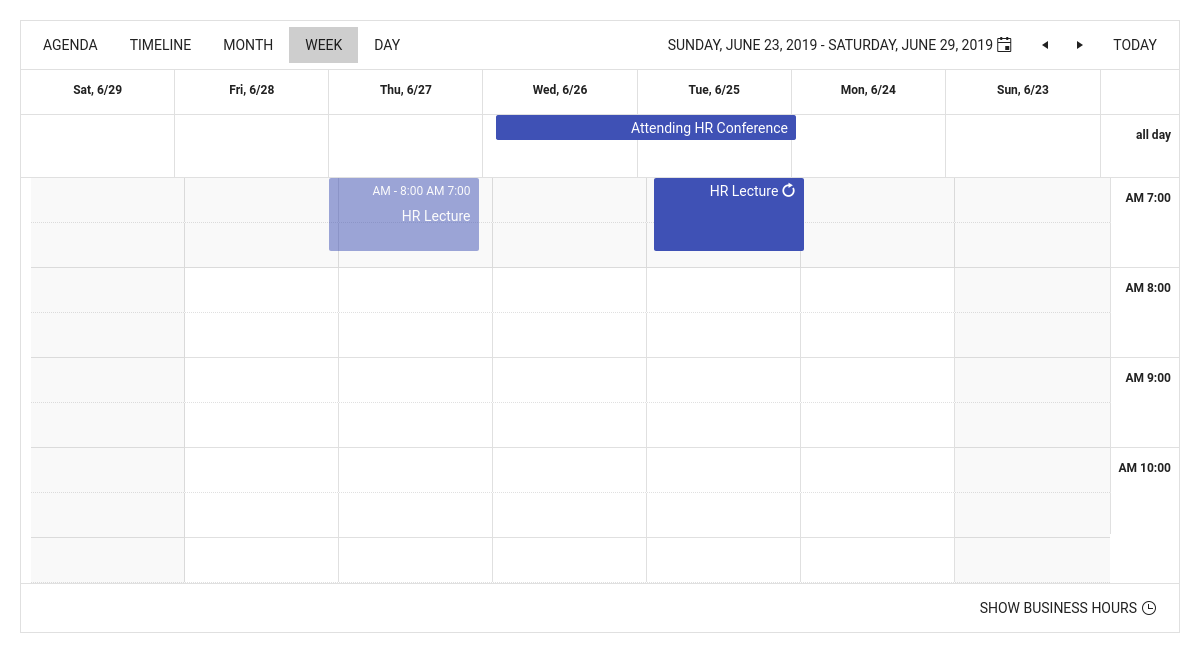 AGENDA TIMELINE MONTH WEEK DAY SUNDAY, JUNE 23, 2019 - SATURDAY, JUNE 29, 2019 TODAY
Sat, 6/29 Fri, 6/28 Thu, 6/27 Wed, 6/26 Tue, 6/25 Mon, 6/24 Sun, 6/23
Attending HR Conference all day
AM - 8:00 AM 7:00 HR Lecture AM 7:00
HR Lecture
AM 8:00
AM 9:00
AM 10:00
SHOW BUSINESS HOURS